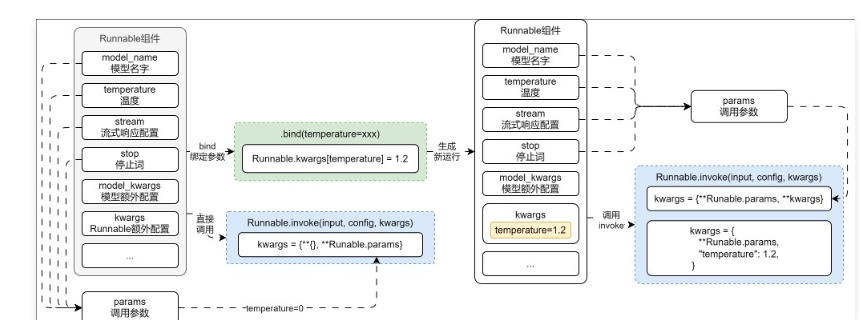 Runnable组件
model_name
模型名字
temperature
温度
stream
流式响应配置
stop
停止词
model_kwargs
模型额外配置
kwargs
Runnable额外配置
...
params
调用参数
bind
绑定参数
.bind(temperature=xxx)
Runnable.kwargs[temperature] = 1.2
直接
调用
Runnable.invoke(input, config, kwargs)
kwargs = {**{}, **Runable.params}
temperature=0
生成
新运行
Runnable组件
model_name
模型名字
temperature
温度
stream
流式响应配置
stop
停止词
model_kwargs
模型额外配置
kwargs
temperature=1.2
...
调用
invoke
params
调用参数
Runnable.invoke(input, config, kwargs)
kwargs = {**Runable.params, **kwargs}
kwargs = {
**Runable.params,
"temperature": 1.2,
}